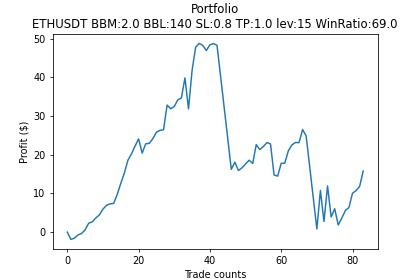 Portfolio
ETHUSDT BBM:2.0 BBL:140 SL:0.8 TP:1.0 lev:15 WinRatio:69.0
50
40
30
20
10
0
Profit ($)
0 20 40 60 80
Trade counts